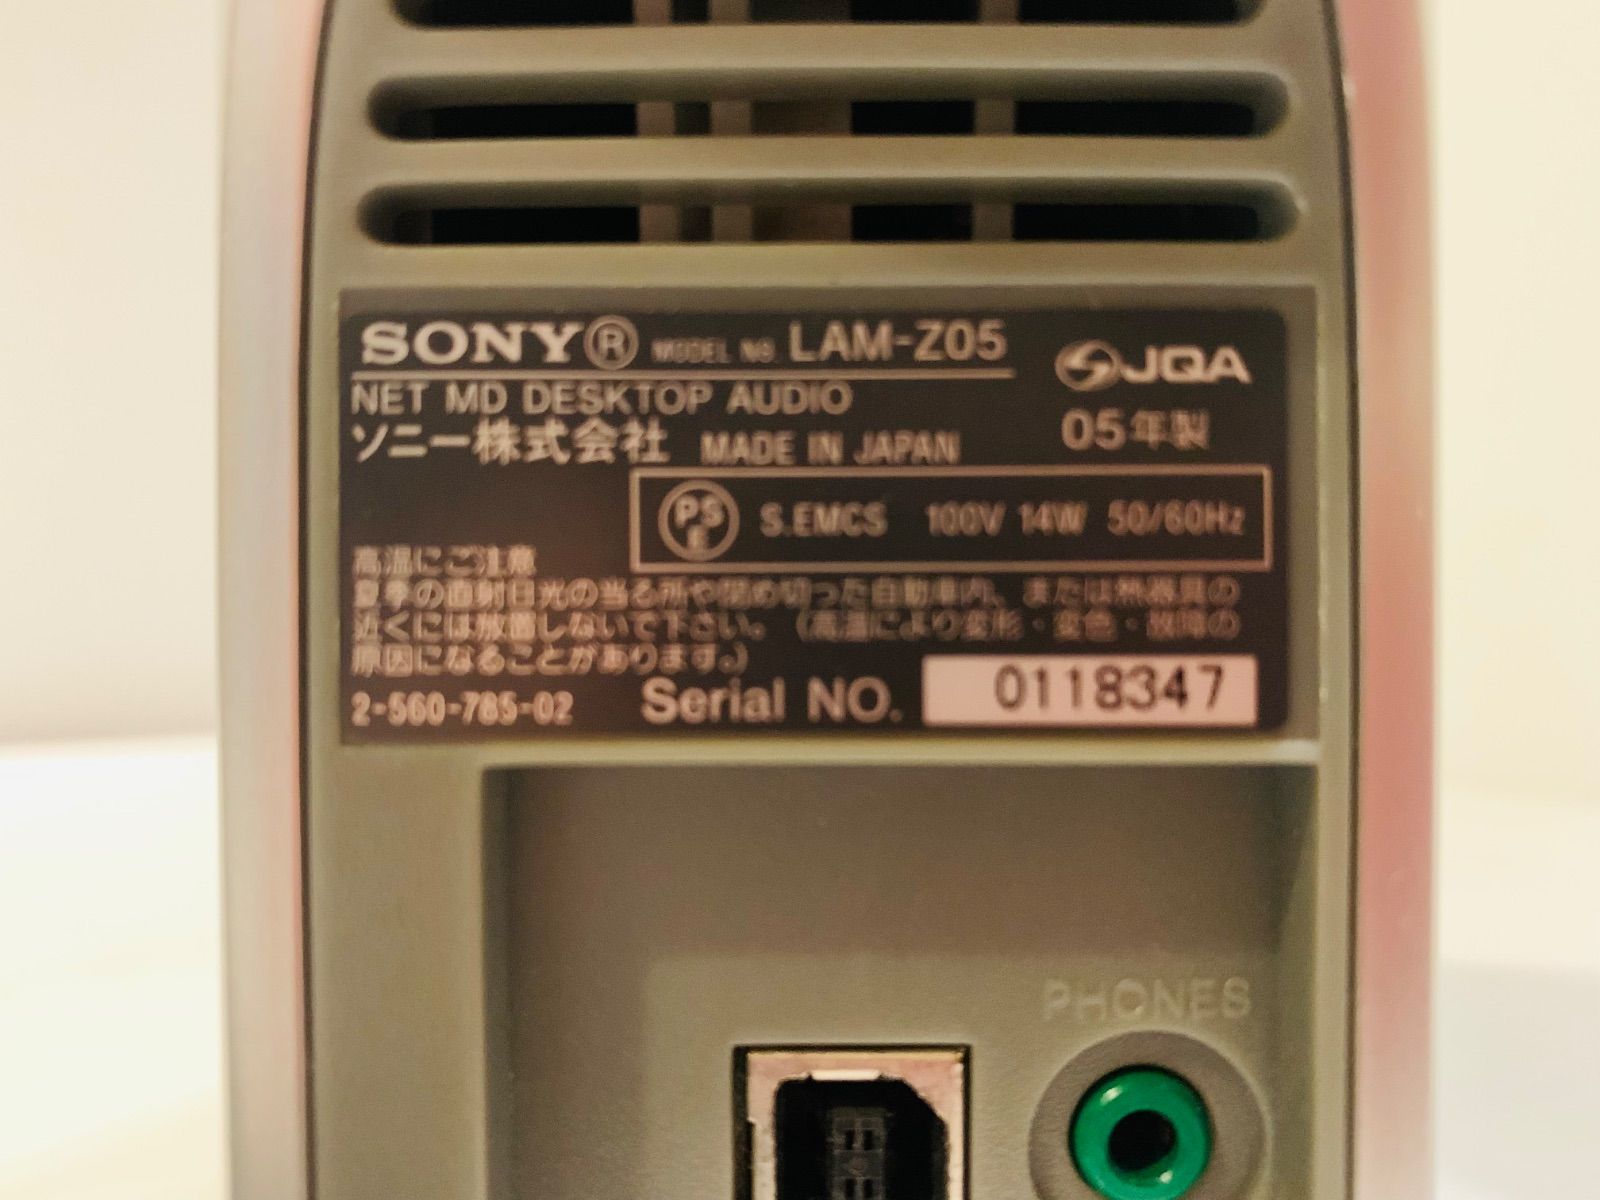 SONY® MODEL NO. LAM-Z05
JQA
NET MD DESKTOP AUDIO
ソニー株式会社 MADE IN JAPAN
05年製
PS E S.EMCS 100V 14W 50/60Hz
高温にご注意
夏季の直射日光の当る所や閉め切った自動車内、または熱器具の
近くには放置しないで下さい。(高温により変形・変色・故障の
原因になることがあります。)
2-560-785-02 Serial NO. 0118347
PHONES